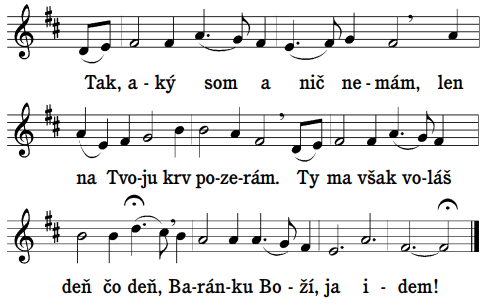 Tak, a - ký som a nič ne - mám, len
na Tvo - ju krv po - ze - rám. Ty ma však vo - láš
deň čo deň, Ba - rán - ku Bo - ží, ja i - dem!